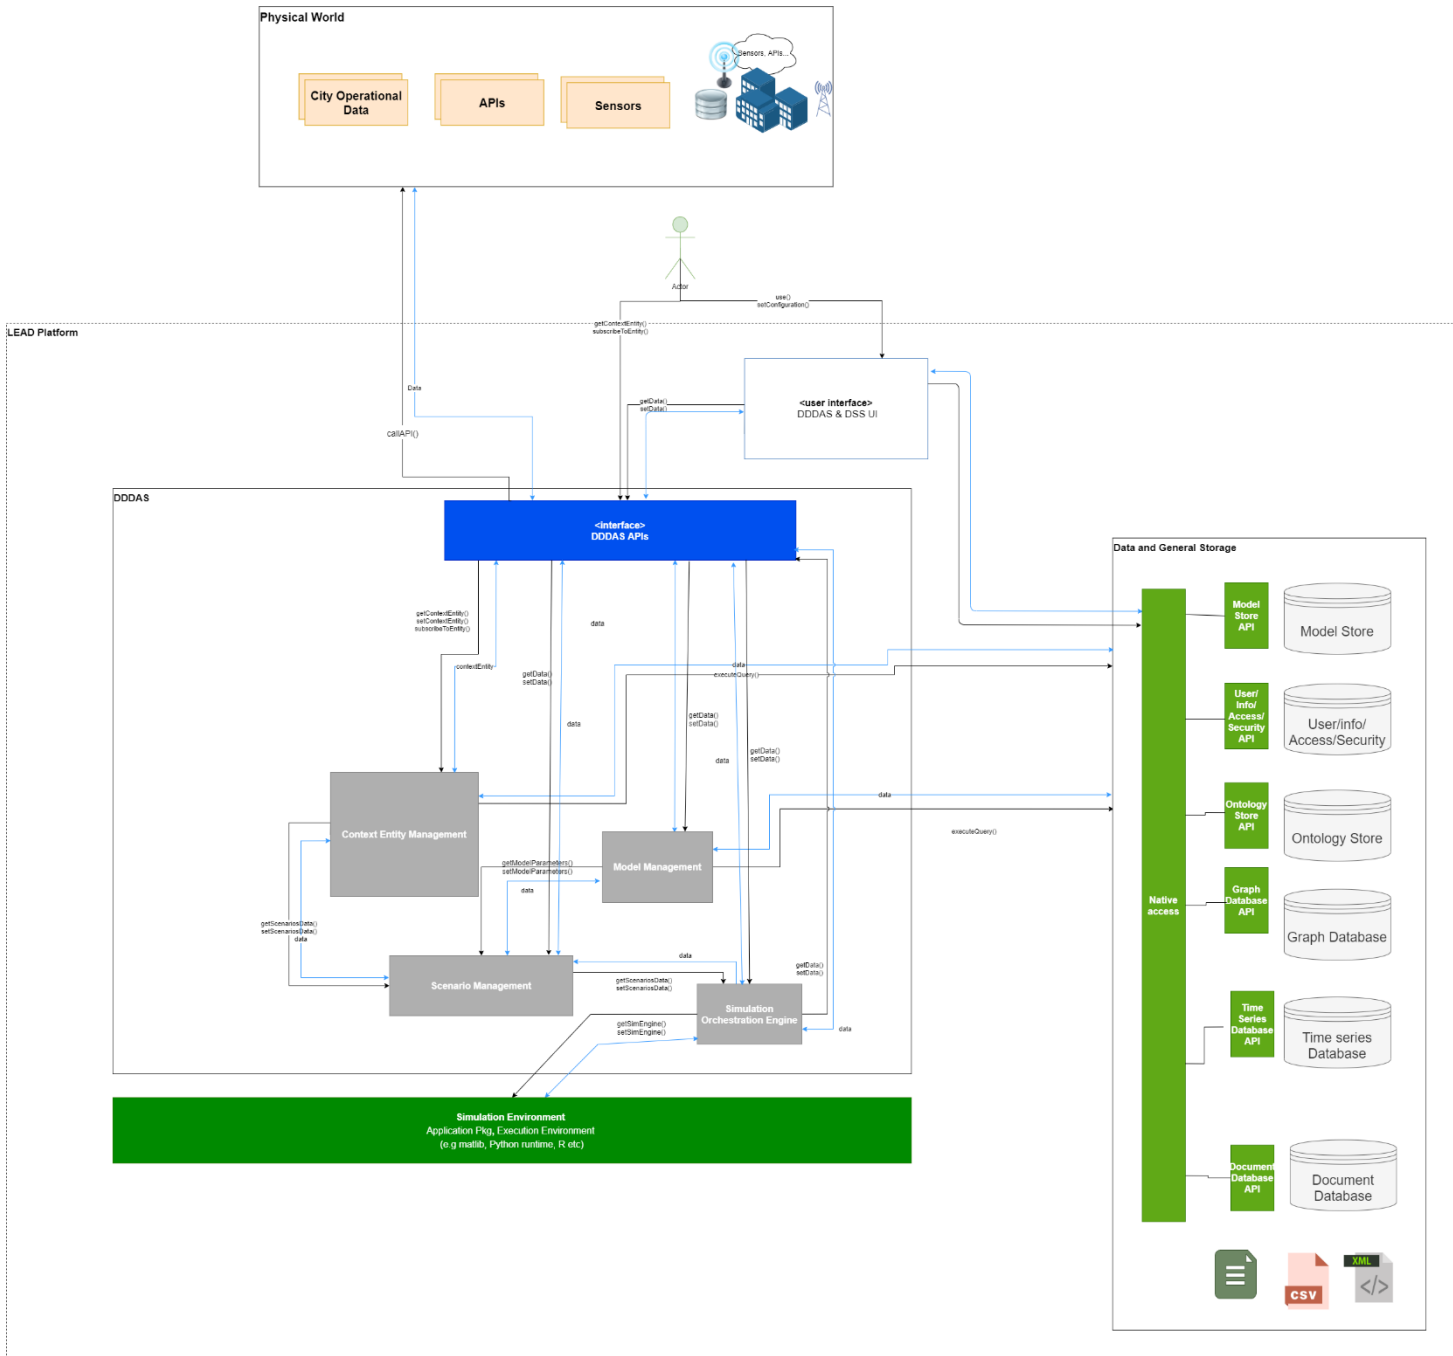 Physical World
Sensors, APIs...
City Operational
Data
APIs
Sensors
Actor
use()
setConfiguration()
getContextEntity()
subscribeToEntity()
LEAD Platform
Data
callAPI()
getData()
setData()
<user interface>
DDDAS & DSS UI
DDDAS
<interface>
DDDAS APIs
getContextEntity()
setContextEntity()
subscribeToEntity()
contextEntity
data
getData()
setData()
data
getData()
setData()
data
getData()
setData()
data
executeQuery()
data
executeQuery()
Context Entity Management
Model Management
getModelParameters()
setModelParameters()
data
getScenariosData()
setScenariosData()
data
Scenario Management
data
getScenariosData()
setScenariosData()
getData()
setData()
Simulation
Orchestration Engine
getSimEngine()
setSimEngine()
data
Simulation Environment
Application Pkg, Execution Environment
(e.g matlib, Python runtime, R etc)
Data and General Storage
Native
access
Model
Store
API
Model Store
User/
Info/
Access/
Security
API
User/info/
Access/Security
Ontology
Store
API
Ontology Store
Graph
Database
API
Graph Database
Time
Series
Database
API
Time series
Database
Document
Database
API
Document
Database
CSV
XML
</>